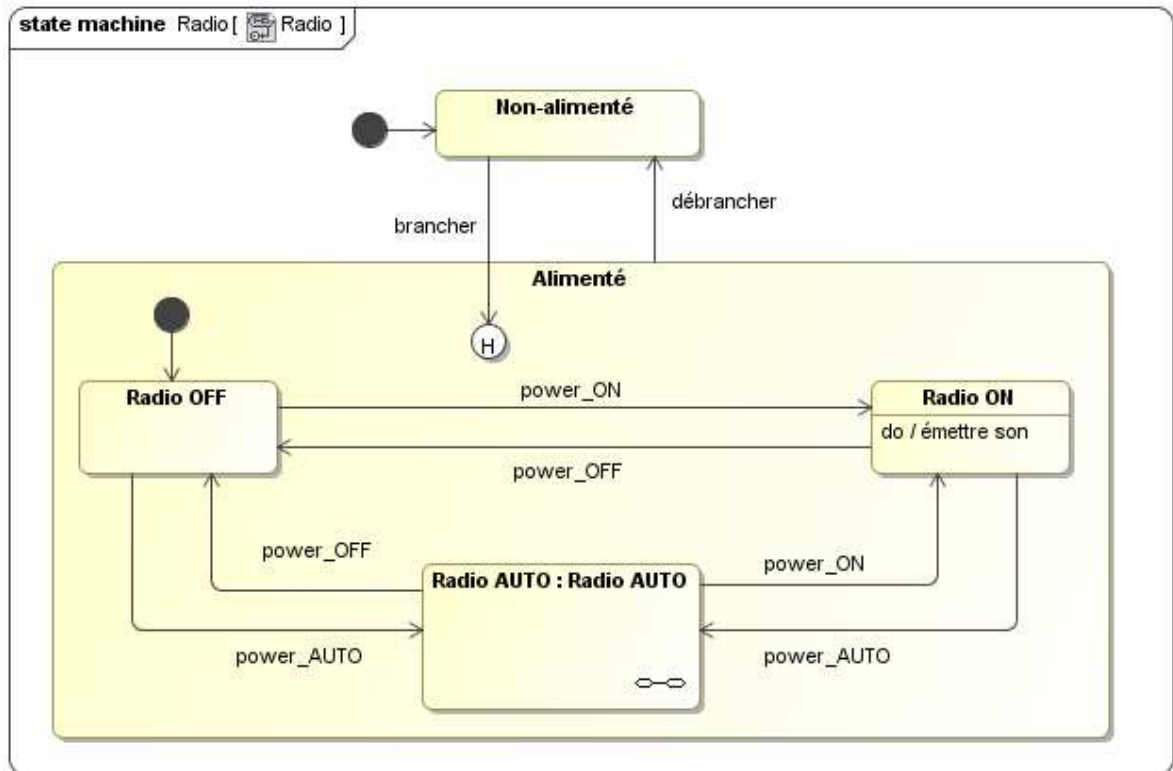 state machine Radio [ Radio ]
Non-alimenté
débrancher
brancher
Alimenté
H
Radio OFF
power_ON
Radio ON
do / émettre son
power_OFF
power_OFF
Radio AUTO : Radio AUTO
power_ON
power_AUTO
power_AUTO